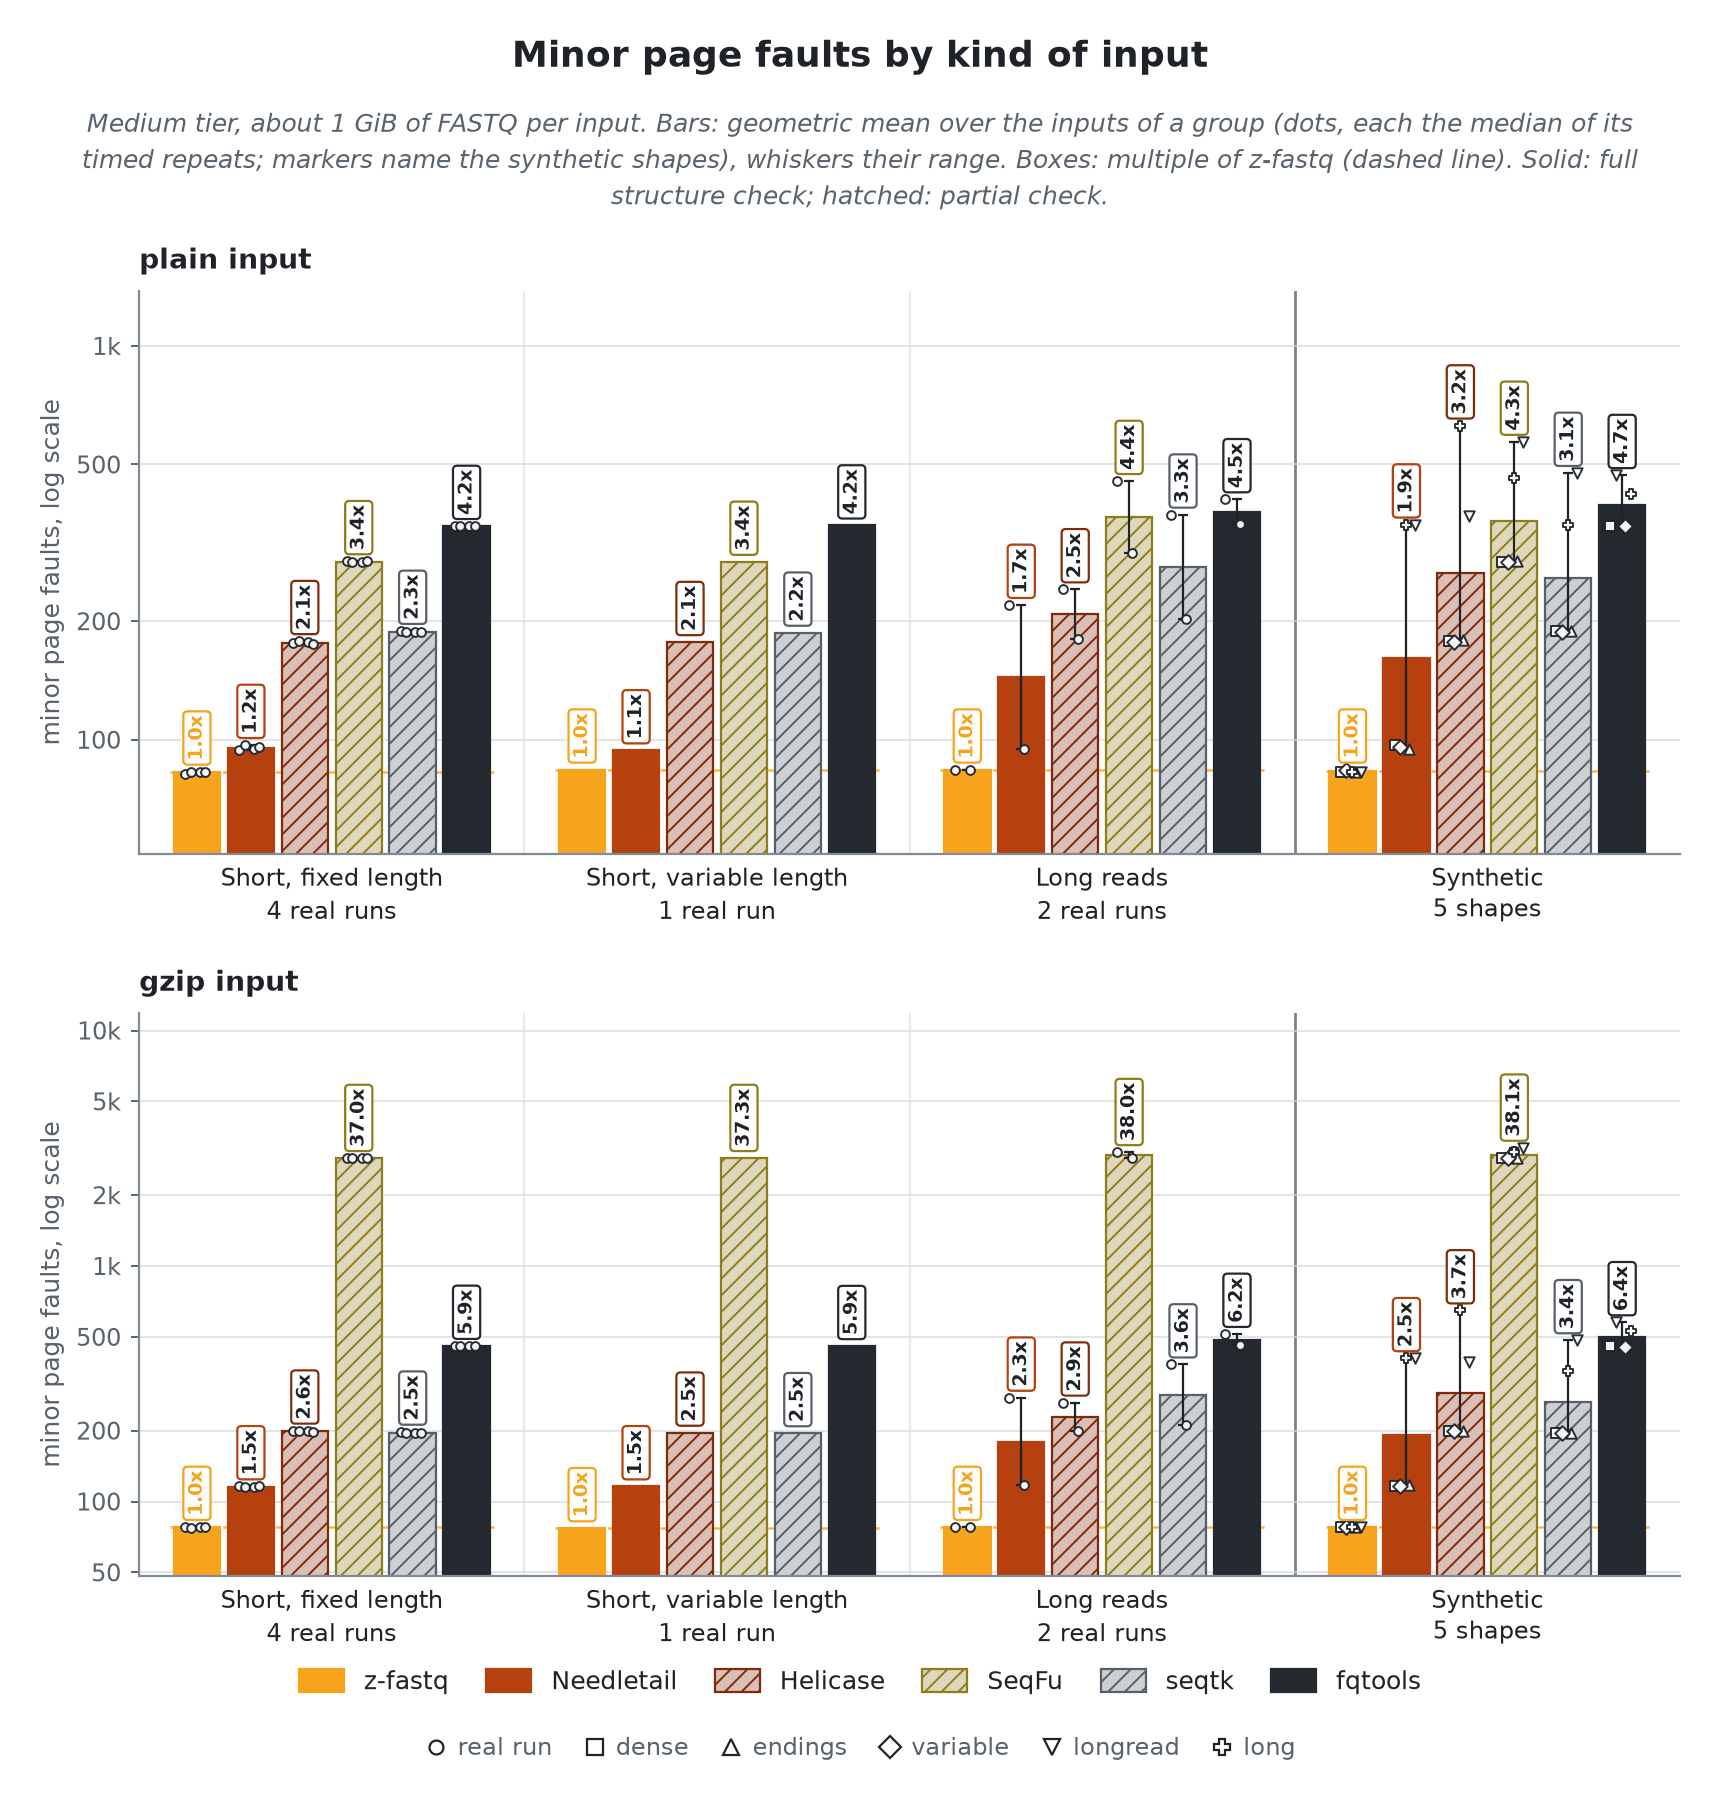 Minor page faults by kind of input
Medium tier, about 1 GiB of FASTQ per input. Bars: geometric mean over the inputs of a group (dots, each the median of its
timed repeats; markers name the synthetic shapes), whiskers their range. Boxes: multiple of z-fastq (dashed line). Solid: full
structure check; hatched: partial check.
plain input
minor page faults, log scale
1k
500
200
100
1.0x
1.2x
2.1x
3.4x
2.3x
4.2x
1.0x
1.1x
2.1x
3.4x
2.2x
4.2x
1.0x
1.7x
2.5x
4.4x
3.3x
4.5x
1.0x
1.9x
3.2x
4.3x
3.1x
4.7x
Short, fixed length
4 real runs
Short, variable length
1 real run
Long reads
2 real runs
Synthetic
5 shapes
gzip input
minor page faults, log scale
10k
5k
2k
1k
500
200
100
50
1.0x
1.5x
2.6x
37.0x
2.5x
5.9x
1.0x
1.5x
2.5x
37.3x
2.5x
5.9x
1.0x
2.3x
2.9x
38.0x
3.6x
6.2x
1.0x
2.5x
3.7x
38.1x
3.4x
6.4x
Short, fixed length
4 real runs
Short, variable length
1 real run
Long reads
2 real runs
Synthetic
5 shapes
z-fastq Needletail Helicase SeqFu seqtk fqtools
real run dense endings variable longread long